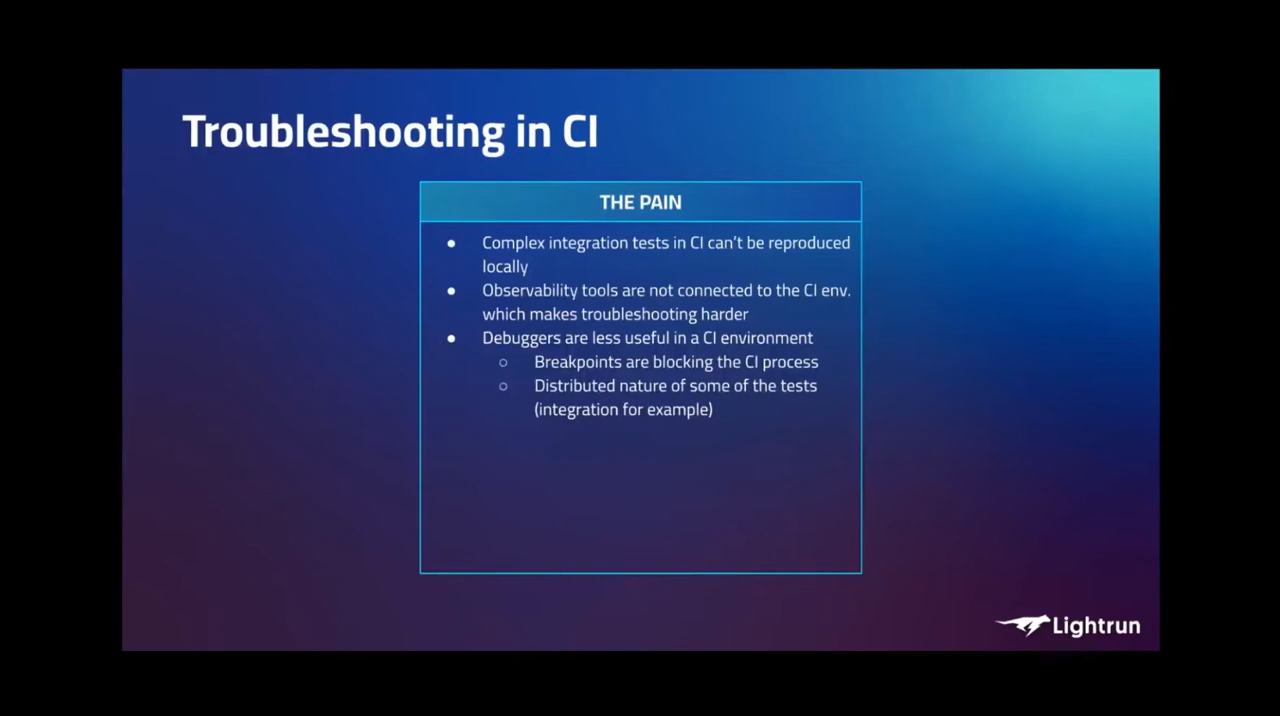 Troubleshooting in CI
THE PAIN
● Complex integration tests in CI can't be reproduced
locally
● Observability tools are not connected to the CI env.
which makes troubleshooting harder
● Debuggers are less useful in a CI environment
○ Breakpoints are blocking the CI process
○ Distributed nature of some of the tests
(integration for example)
Lightrun